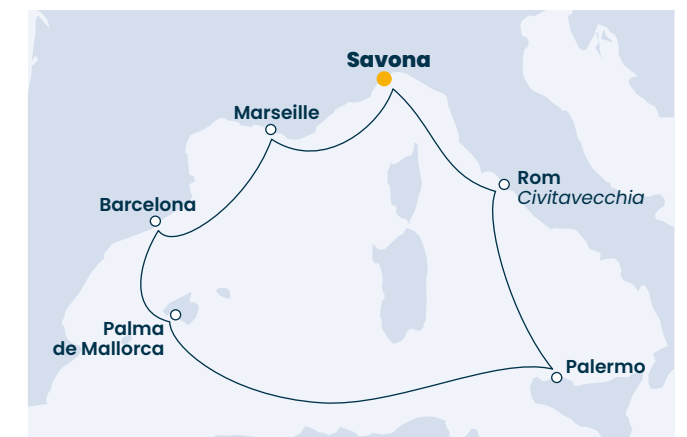 Savona
Marseille
Rom
Civitavecchia
Barcelona
Palma
de Mallorca
Palermo